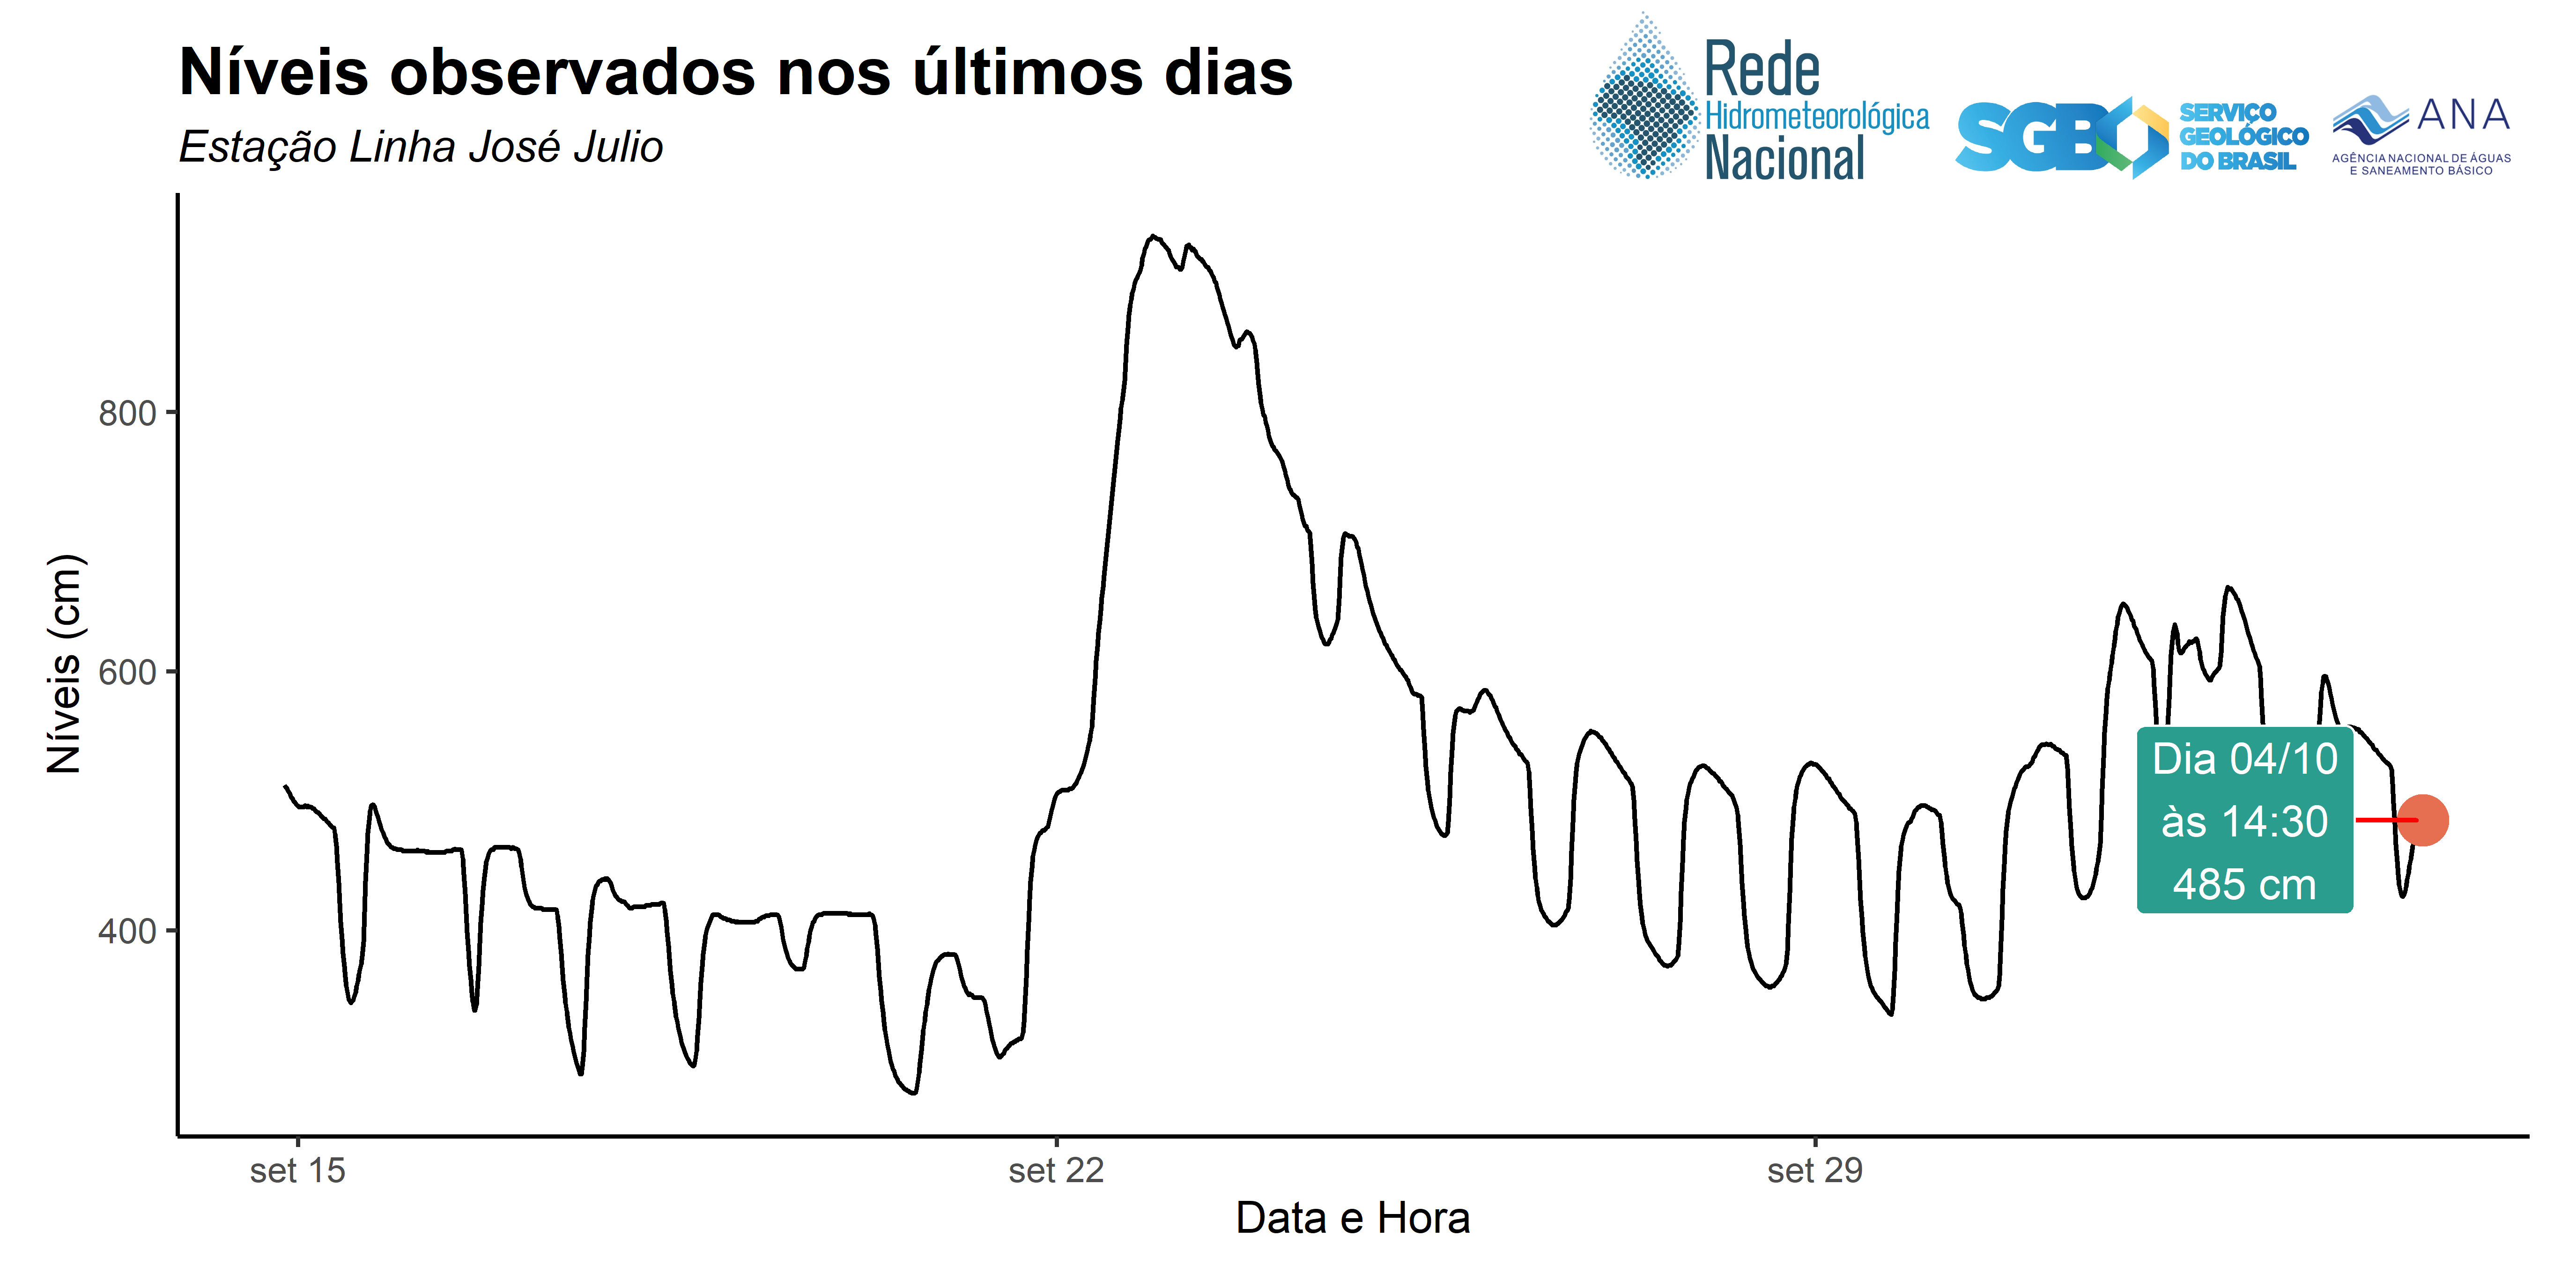 Níveis observados nos últimos dias
Estação Linha José Julio
Rede
Hidrometeorológica
Nacional
SGB
SERVIÇO
GEOLÓGICO
DO BRASIL
ANA
AGÊNCIA NACIONAL DE ÁGUAS
E SANEAMENTO BÁSICO
Níveis (cm)
800
600
400
Dia 04/10
às 14:30
485 cm
set 15
set 22
set 29
Data e Hora